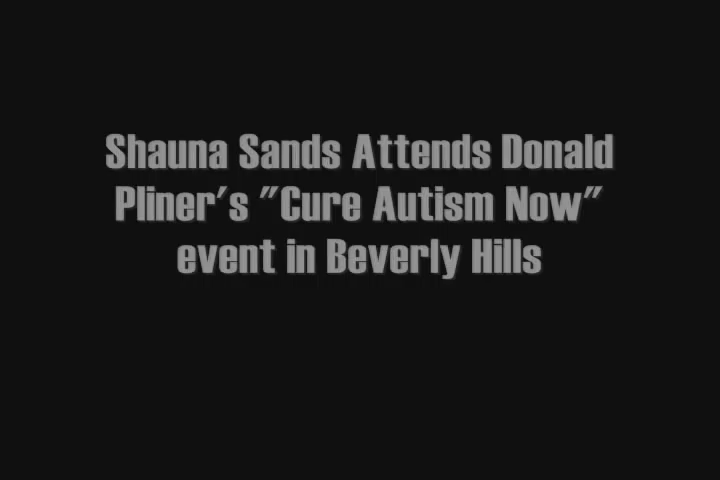 Shauna Sands Attends Donald
Pliner's "Cure Autism Now"
event in Beverly Hills